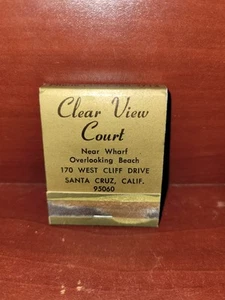 Clear View
Court
Near Wharf
Overlooking Beach
170 WEST CLIFF DRIVE
SANTA CRUZ, CALIF.
95060